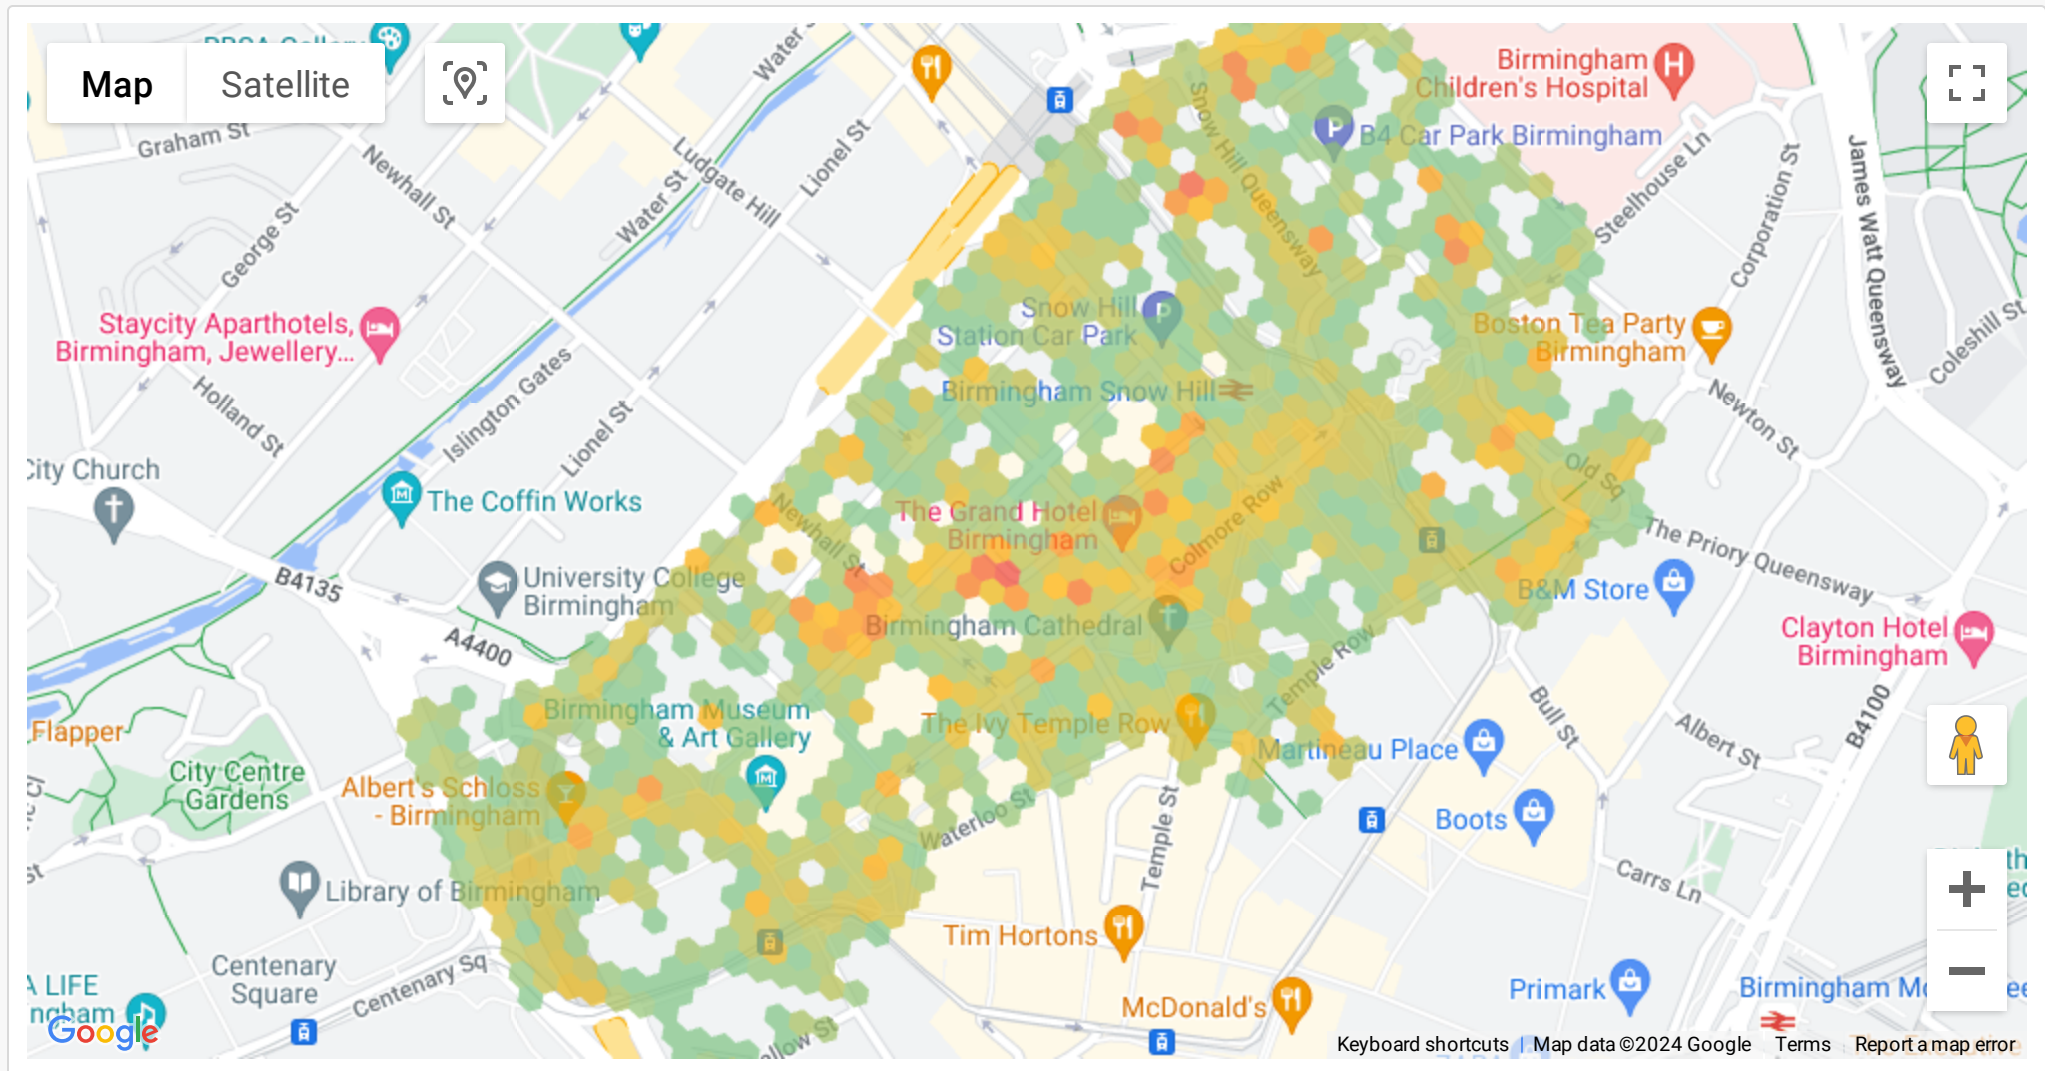 Map
Satellite
Graham St
Newhall St
George St
Water St
Ludgate Hill
Lionel St
Water
Snow Hill Queensway
Birmingham
Children's Hospital
B4 Car Park Birmingham
Steelhouse Ln
Corporation St
James Watt Queensway
Coleshill St
Staycity Aparthotels,
Birmingham, Jewellery...
Holland St
Islington Gates
Lionel St
Snow Hill
Station Car Park
Birmingham Snow Hill
Boston Tea Party
Birmingham
Newton St
City Church
The Coffin Works
Old Sq
The Priory Queensway
Newhall St
The Grand Hotel
Birmingham
Colmore Row
B4135
A4400
University College
Birmingham
Birmingham Cathedral
B&M Store
Clayton Hotel
Birmingham
Temple Row
Bull St
Albert St
B4100
Flapper
City Centre
Gardens
Birmingham Museum
& Art Gallery
The Ivy Temple Row
Martineau Place
Albert's Schloss
- Birmingham
Waterloo St
Temple St
Boots
Carrs Ln
St
Library of Birmingham
Centenary
Square
Centenary Sq
Tim Hortons
McDonald's
Primark
A LIFE
ngham
Google
Keyboard shortcuts
Map data ©2024 Google
Terms
Report a map error